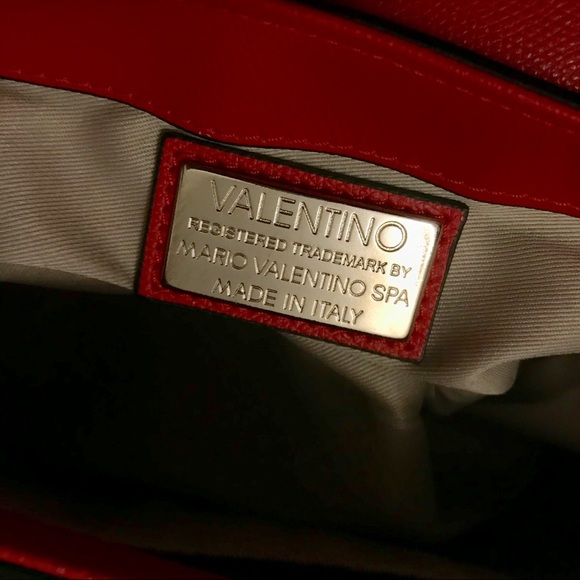 VALENTINO
REGISTERED TRADEMARK BY
MARIO VALENTINO SPA
MADE IN ITALY